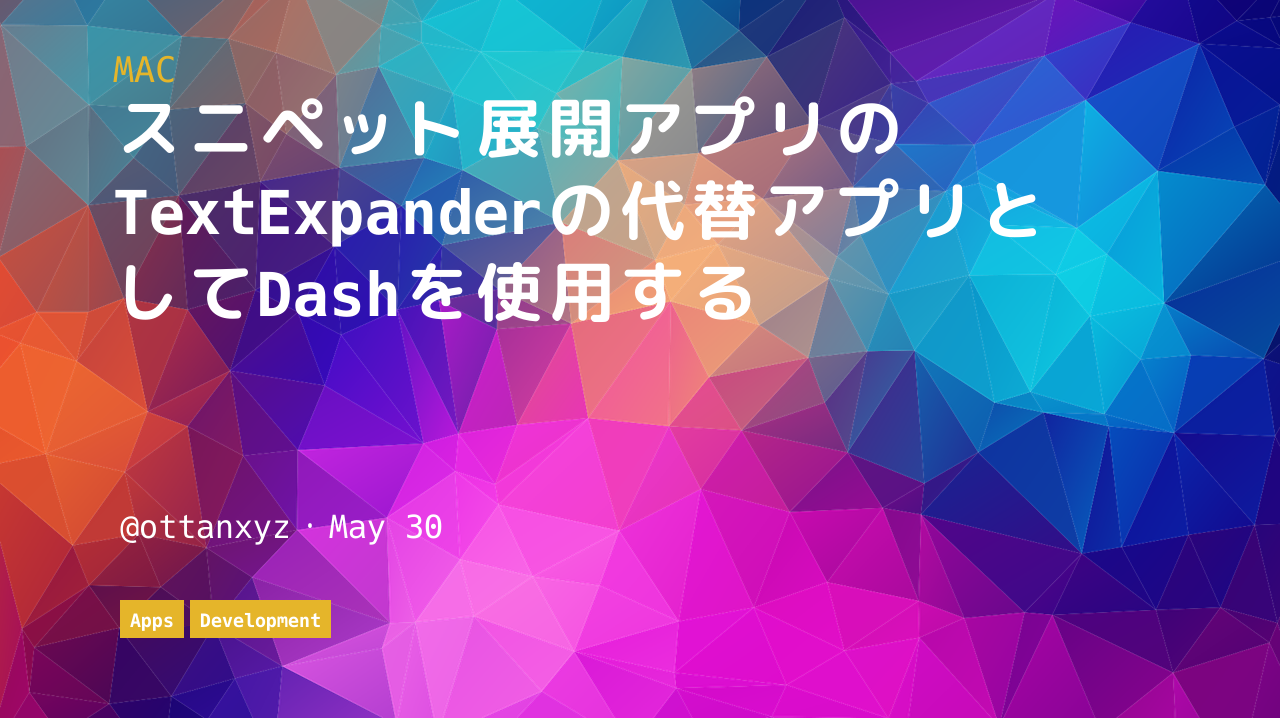 MAC
スニペット展開アプリの
TextExpanderの代替アプリと
してDashを使用する
@ottanxyz・May 30
Apps Development